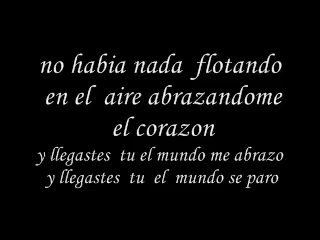 no habia nada flotando
en el aire abrazandome
el corazon
y llegastes tu el mundo me abrazo
y llegastes tu el mundo se paro